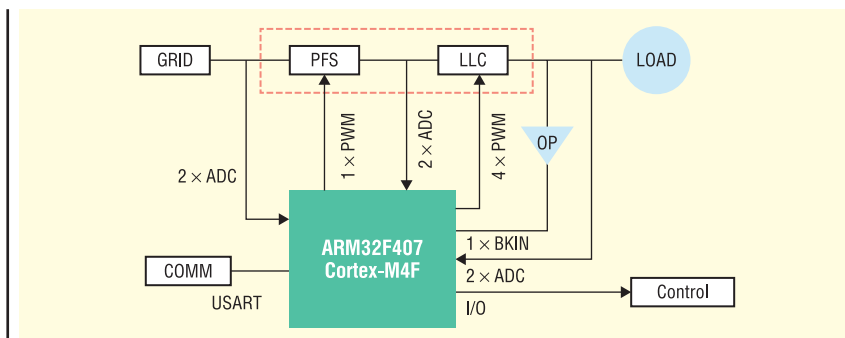 GRID
PFS
LLC
LOAD
1 × PWM
2 × ADC
4 × PWM
OP
2 × ADC
ARM32F407
Cortex-M4F
1 × BKIN
COMM
2 × ADC
USART
I/O
Control